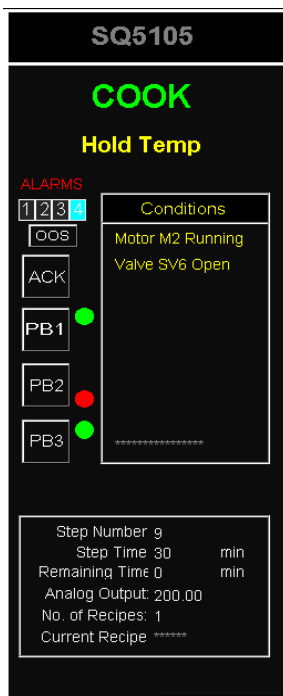 SQ5105
COOK
Hold Temp
ALARMS
1 2 3 4
OOS
ACK
PB1
PB2
PB3
Conditions
Motor M2 Running
Valve SV6 Open
****************
Step Number 9
Step Time 30 min
Remaining Time 0 min
Analog Output: 200.00
No. of Recipes: 1
Current Recipe ******